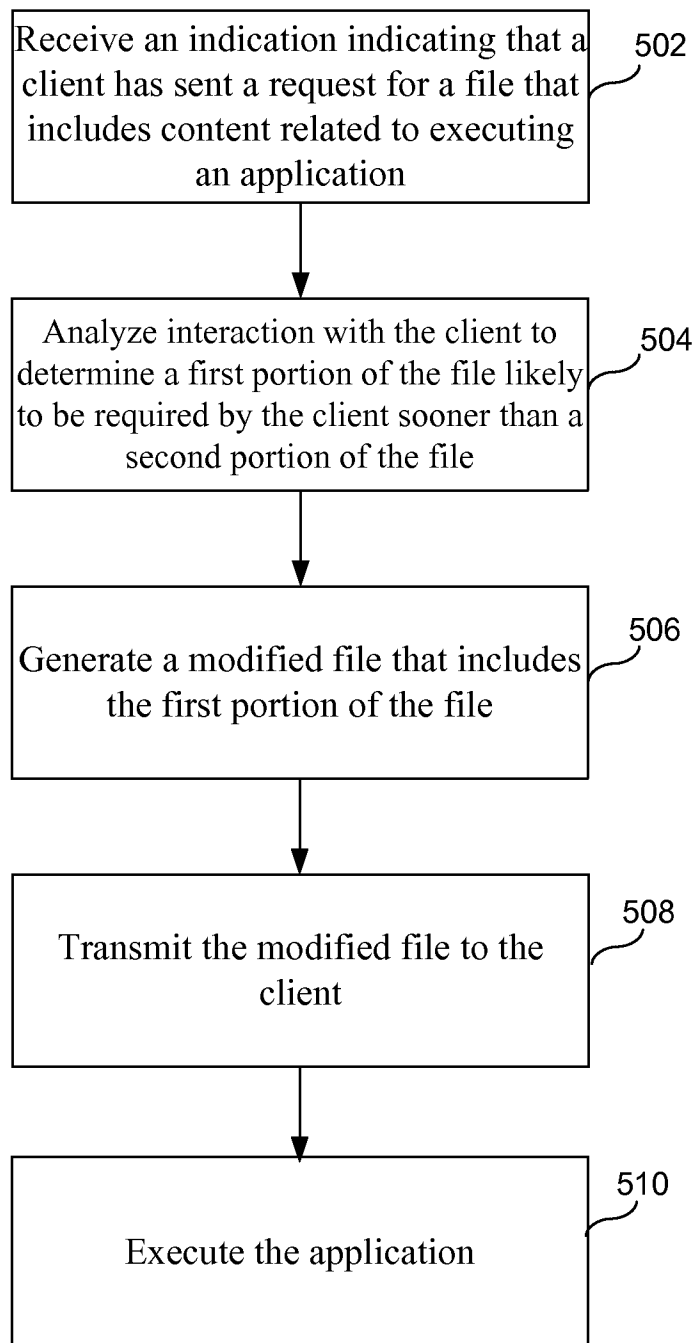 Receive an indication indicating that a
client has sent a request for a file that
includes content related to executing
an application
502
Analyze interaction with the client to
determine a first portion of the file likely
to be required by the client sooner than a
second portion of the file
504
Generate a modified file that includes
the first portion of the file
506
Transmit the modified file to the
client
508
Execute the application
510